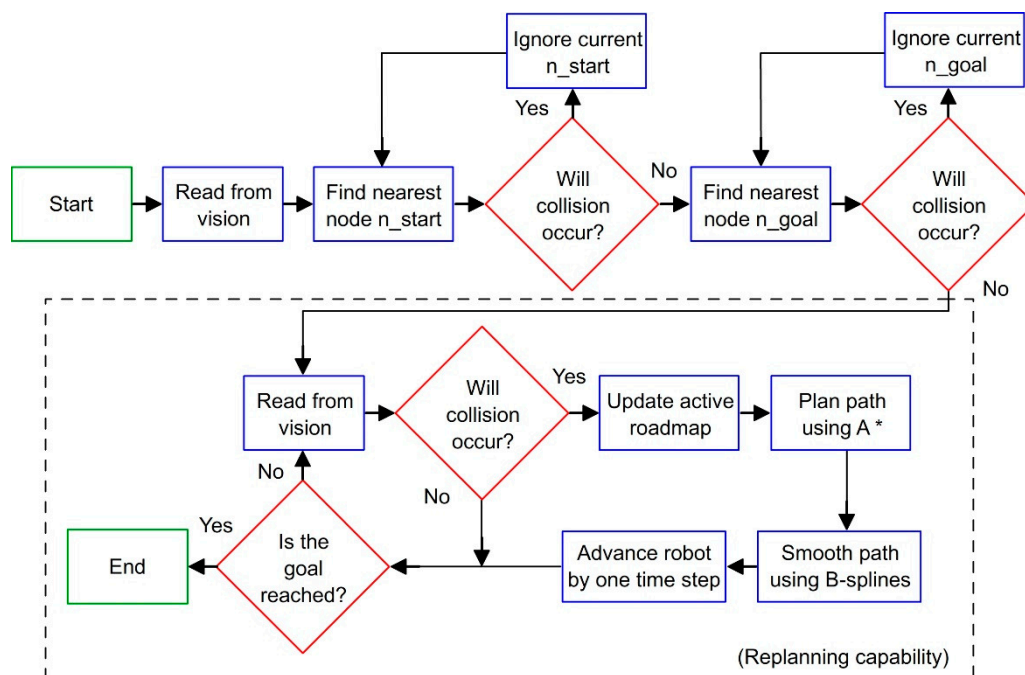 Ignore current
n_start
Ignore current
n_goal
Yes
Yes
Start
Read from
vision
Find nearest
node n_start
Will
collision
occur?
No
Find nearest
node n_goal
Will
collision
occur?
No
Read from
vision
Will
collision
occur?
Yes
Update active
roadmap
Plan path
using A *
No
No
Yes
End
Is the
goal
reached?
Advance robot
by one time step
Smooth path
using B-splines
(Replanning capability)